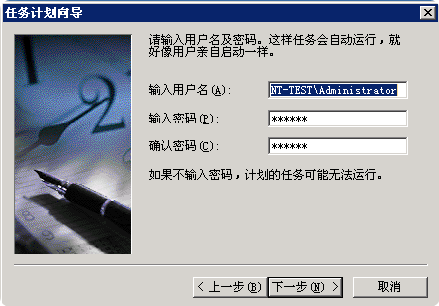 任务计划向导
请输入用户名及密码。这样任务会自动运行，就
好像用户亲自启动一样。
输入用户名(A): NT-TEST\Administrator
输入密码(P): ******
确认密码(C): ******
如果不输入密码，计划的任务可能无法运行。
< 上一步(B) 下一步(N) > 取消